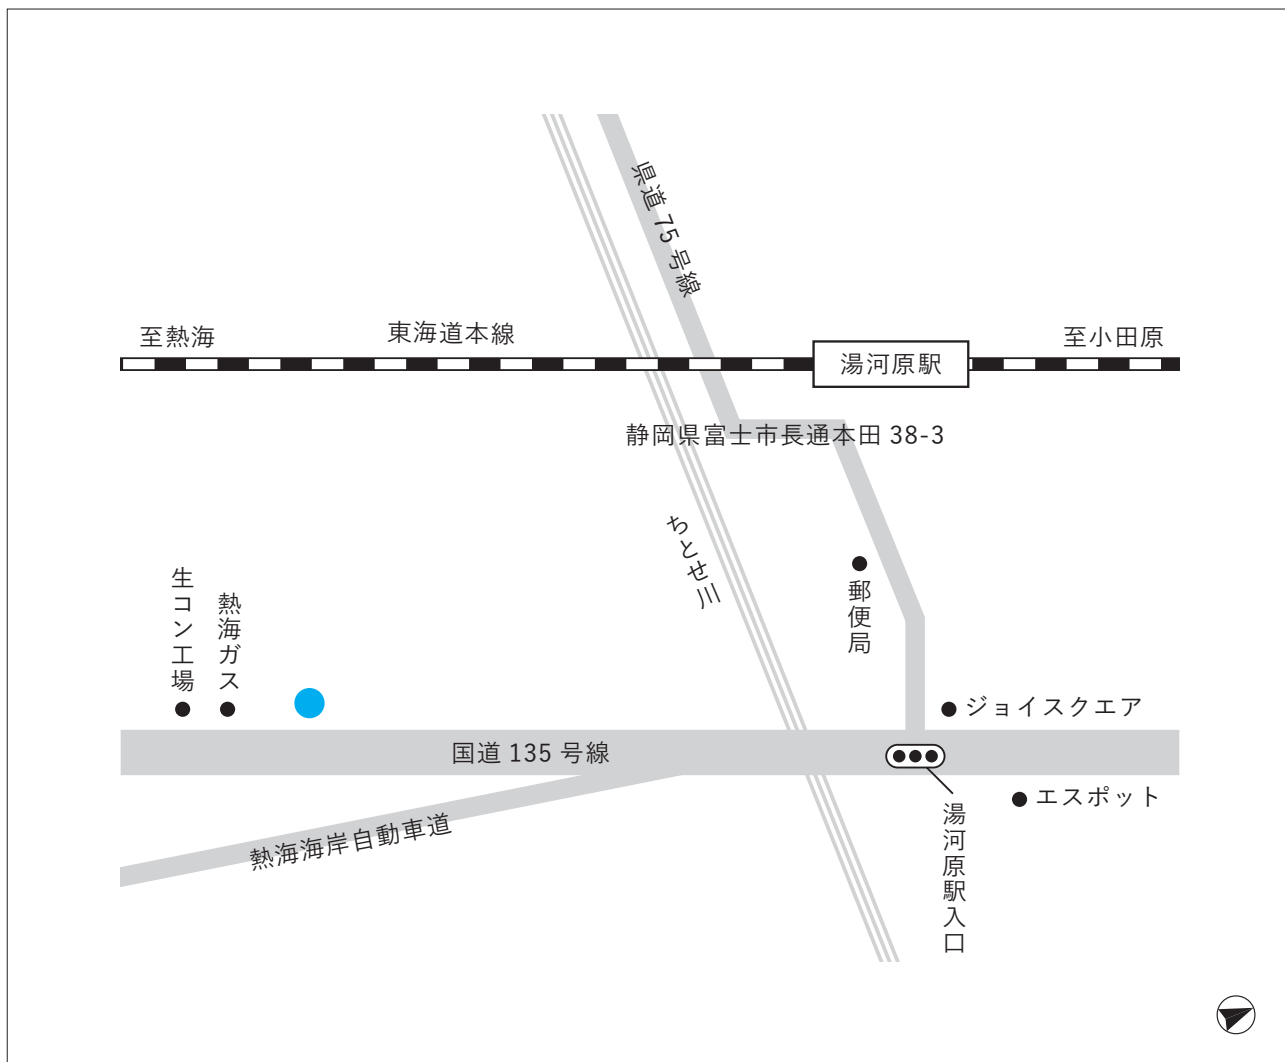 県道 75 号線
至熱海
東海道本線
湯河原駅
至小田原
静岡県富士市長通本田 38-3
ちとせ川
郵便局
生コン工場
熱海ガス
ジョイスクエア
国道 135 号線
エスポット
湯河原駅入口
熱海海岸自動車道